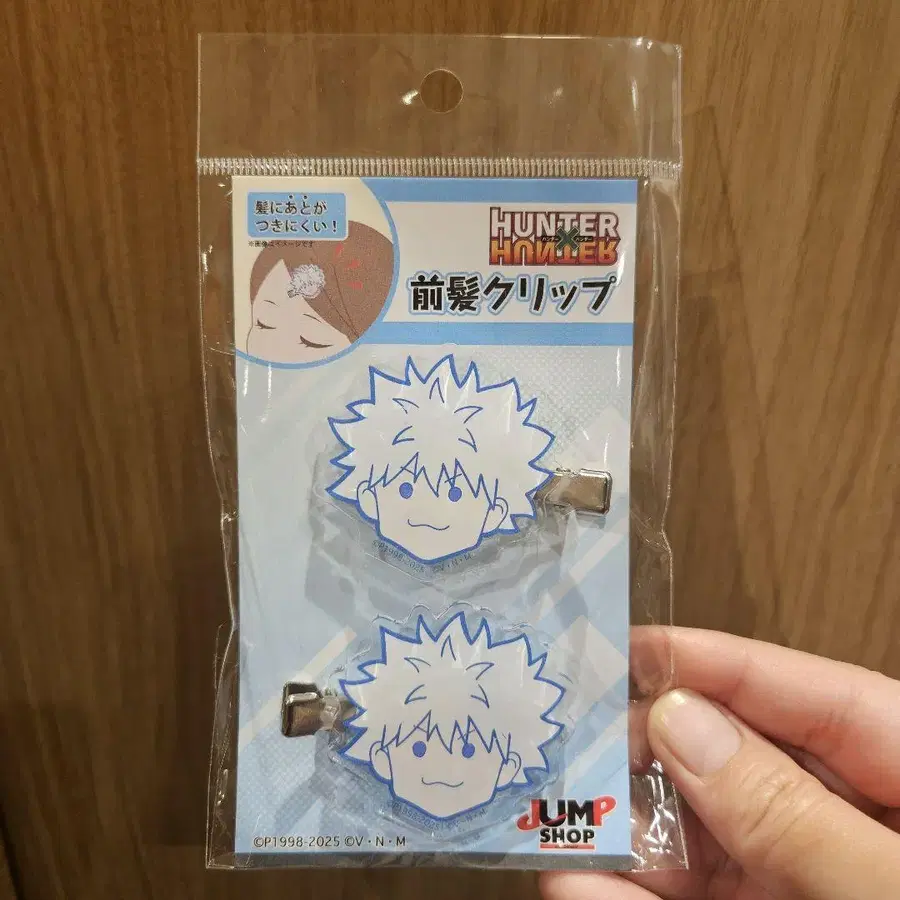 髪にあとが
つきにくい!
※画像はイメージです
HUNTER
ハンター×ハンター
HUNTER
前髪クリップ
©P1998-2025 ©V・N・M
©P1998-2025 ©V・N・M
©P1998-2025 ©V・N・M
JUMP
SHOP